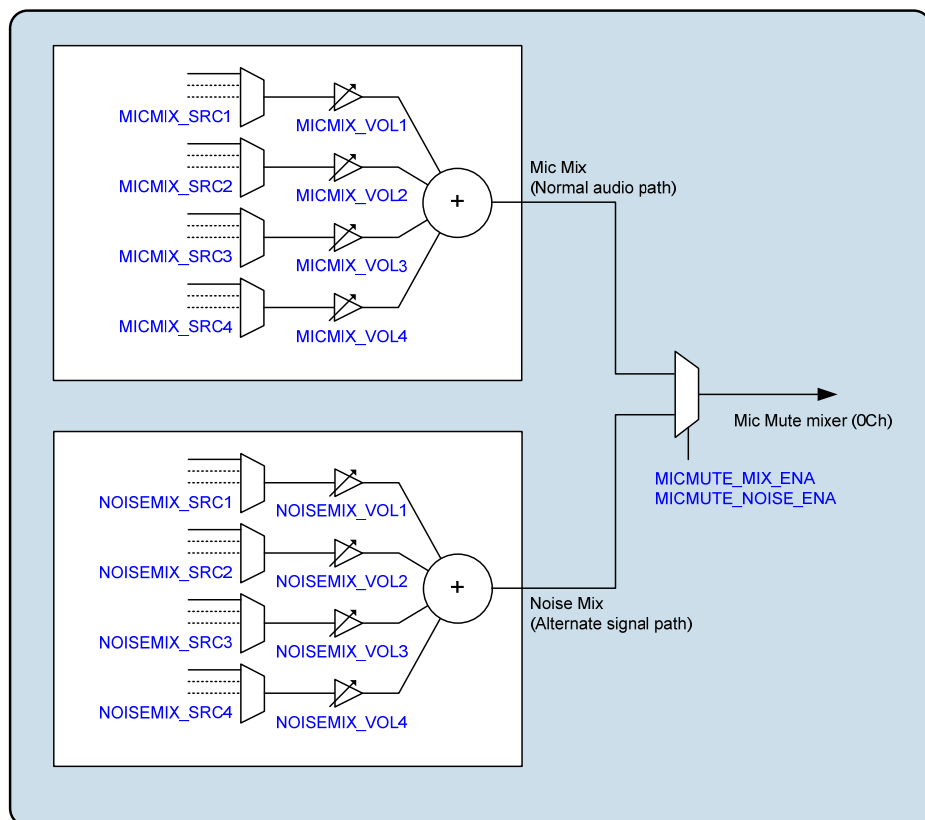 MICMIX_SRC1
MICMIX_VOL1
MICMIX_SRC2
MICMIX_VOL2
MICMIX_SRC3
MICMIX_VOL3
MICMIX_SRC4
MICMIX_VOL4
+
Mic Mix
(Normal audio path)
Mic Mute mixer (0Ch)
MICMUTE_MIX_ENA
MICMUTE_NOISE_ENA
NOISEMIX_SRC1
NOISEMIX_VOL1
NOISEMIX_SRC2
NOISEMIX_VOL2
NOISEMIX_SRC3
NOISEMIX_VOL3
NOISEMIX_SRC4
NOISEMIX_VOL4
+
Noise Mix
(Alternate signal path)